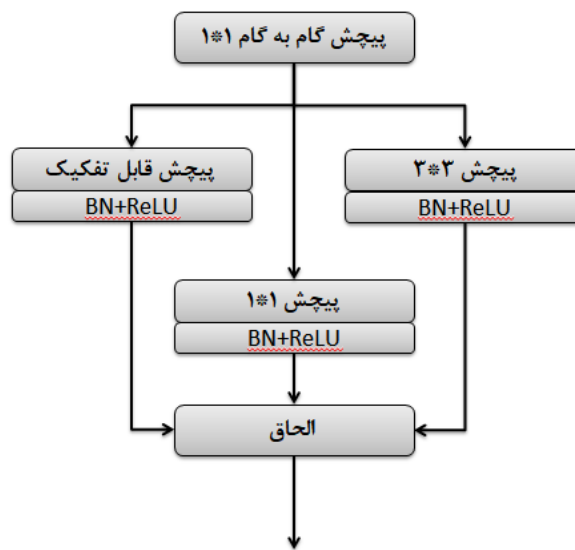 پیچش گام به گام ۱*۱
پیچش قابل تفکیک
BN+ReLU
پیچش ۳*۳
BN+ReLU
پیچش ۱*۱
BN+ReLU
الحاق